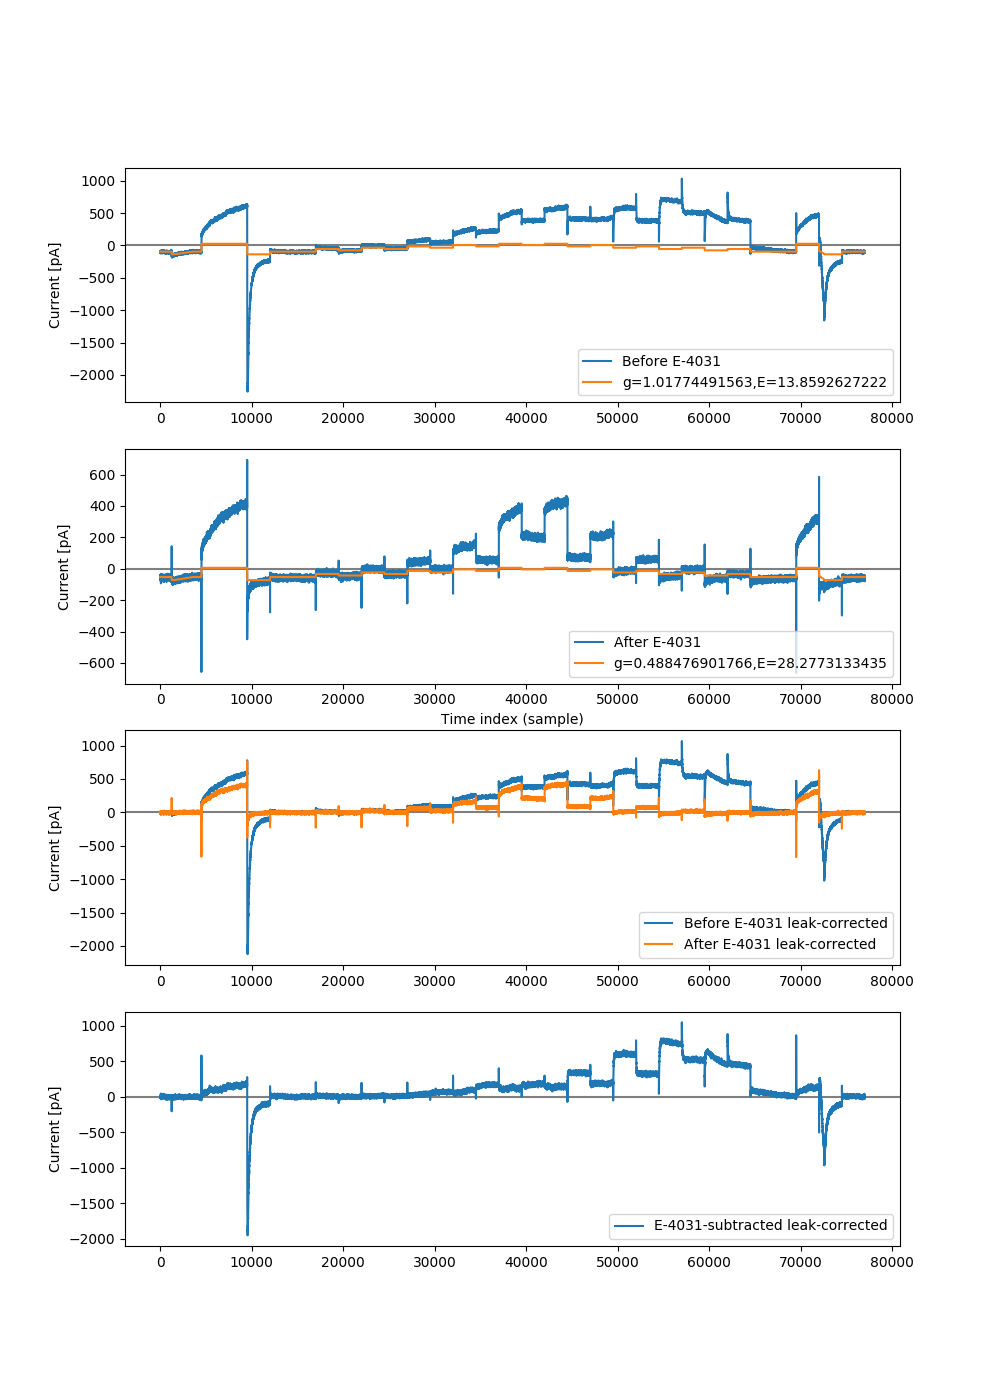 1000
500
0
−500
−1000
−1500
−2000
Current [pA]
Before E-4031
g=1.01774491563,E=13.8592627222
0 10000 20000 30000 40000 50000 60000 70000 80000
600
400
200
0
−200
−400
−600
Current [pA]
After E-4031
g=0.488476901766,E=28.2773133435
0 10000 20000 30000 40000 50000 60000 70000 80000
Time index (sample)
1000
500
0
−500
−1000
−1500
−2000
Current [pA]
Before E-4031 leak-corrected
After E-4031 leak-corrected
0 10000 20000 30000 40000 50000 60000 70000 80000
1000
500
0
−500
−1000
−1500
−2000
Current [pA]
E-4031-subtracted leak-corrected
0 10000 20000 30000 40000 50000 60000 70000 80000